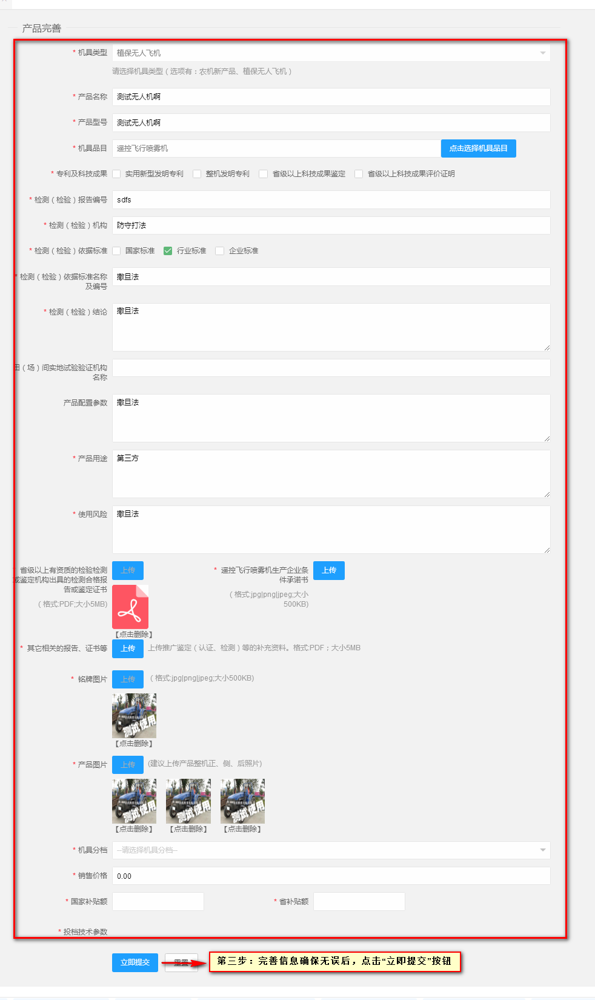 产品完善
* 机具类型 植保无人飞机
请选择机具类型（选项有：农机新产品、植保无人飞机）
* 产品名称 测试无人机啊
* 产品型号 测试无人机啊
* 机具品目 遥控飞行喷雾机 点击选择机具品目
* 专利及科技成果 实用新型发明专利 整机发明专利 省级以上科技成果鉴定 省级以上科技成果评价证明
* 检测（检验）报告编号 sdfs
* 检测（检验）机构 防守打法
* 检测（检验）依据标准 国家标准 行业标准 企业标准
* 检测（检验）依据标准名称 撒旦法
及编号
* 检测（检验）结论 撒旦法
田（场）间实地试验验证机构
名称
产品配置参数 撒旦法
* 产品用途 第三方
* 使用风险 撒旦法
省级以上有资质的检验检测 上传 * 遥控飞行喷雾机生产企业条 上传
或鉴定机构出具的检测合格报 件承诺书
告或鉴定证书
（格式:PDF;大小5MB） （格式:jpg|png|jpeg;大小
500KB)
【点击删除】
* 其它相关的报告、证书等 上传 上传推广鉴定（认证、检测）等的补充资料。格式:PDF；大小5MB
* 铭牌图片 上传 （格式:jpg|png|jpeg;大小500KB)
测试使用
【点击删除】
* 产品图片 上传 (建议上传产品整机正、侧、后照片)
测试使用 测试使用 测试使用
【点击删除】 【点击删除】 【点击删除】
* 机具分档 --请选择机具分档--
* 销售价格 0.00
* 国家补贴额 * 省补贴额
* 投档技术参数
立即提交 重置 第三步：完善信息确保无误后，点击“立即提交”按钮